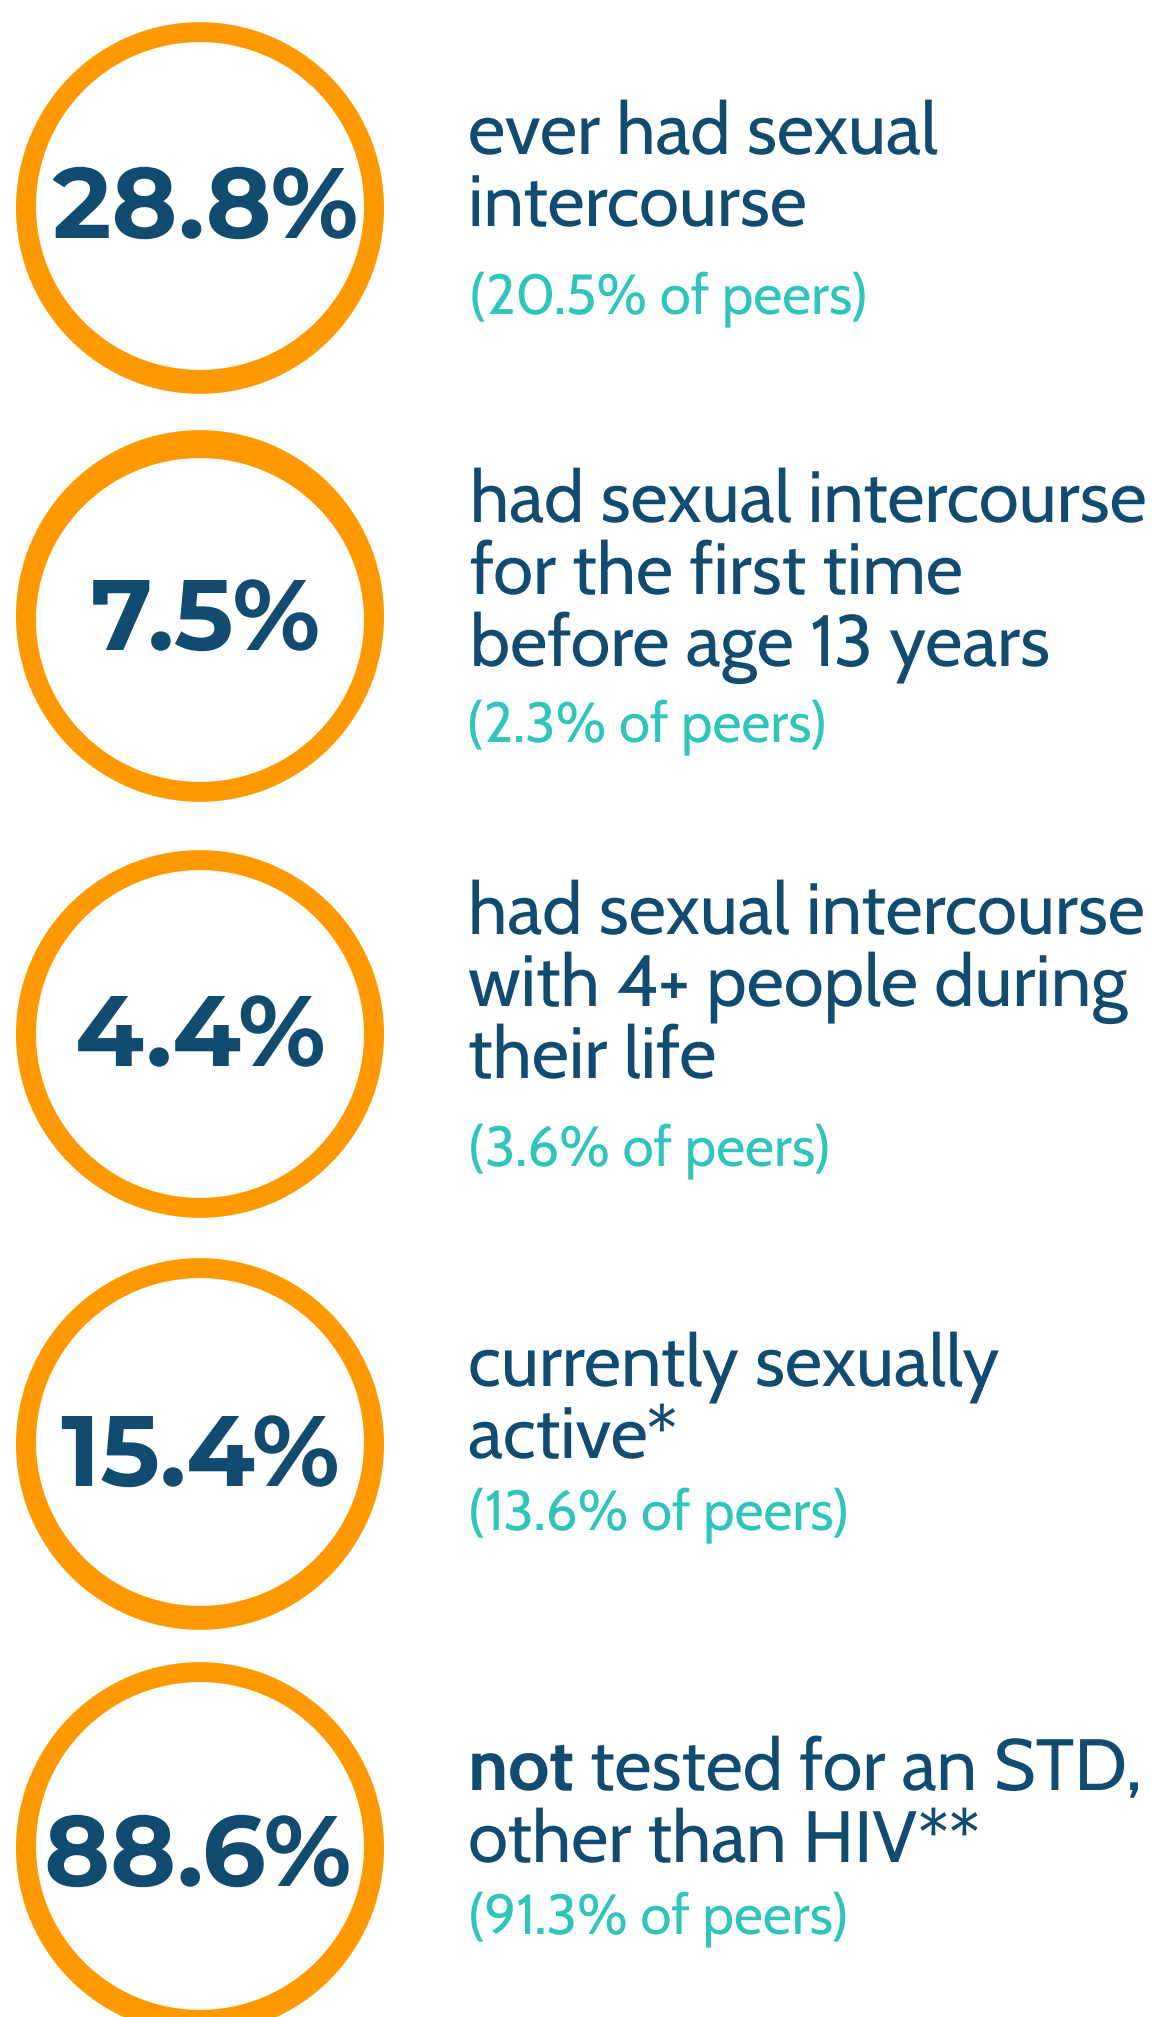 28.8%
ever had sexual
intercourse
(20.5% of peers)
7.5%
had sexual intercourse
for the first time
before age 13 years
(2.3% of peers)
4.4%
had sexual intercourse
with 4+ people during
their life
(3.6% of peers)
15.4%
currently sexually
active*
(13.6% of peers)
88.6%
not tested for an STD,
other than HIV**
(91.3% of peers)